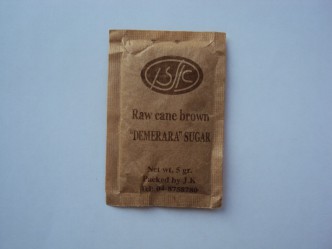 Raw cane brown
"DEMERARA" SUGAR
Net wt. 5 gr.
Packed by J.K